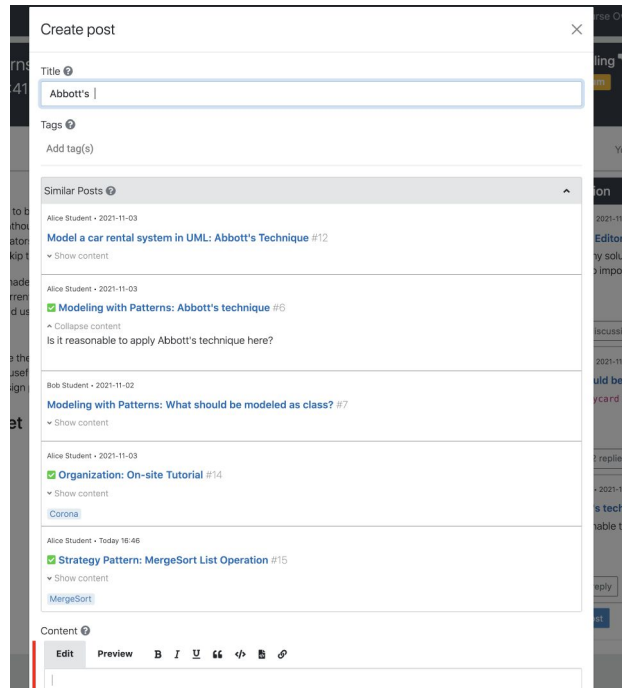 Create post
Title
Abbott's
Tags
Add tag(s)
Similar Posts
Alice Student • 2021-11-03
Model a car rental system in UML: Abbott's Technique #12
Show content
Alice Student • 2021-11-03
Modeling with Patterns: Abbott's technique #6
Collapse content
Is it reasonable to apply Abbott's technique here?
Bob Student • 2021-11-02
Modeling with Patterns: What should be modeled as class? #7
Show content
Alice Student • 2021-11-03
Organization: On-site Tutorial #14
Show content
Corona
Alice Student • Today 16:46
Strategy Pattern: MergeSort List Operation #15
Show content
MergeSort
Content
Edit Preview B I U